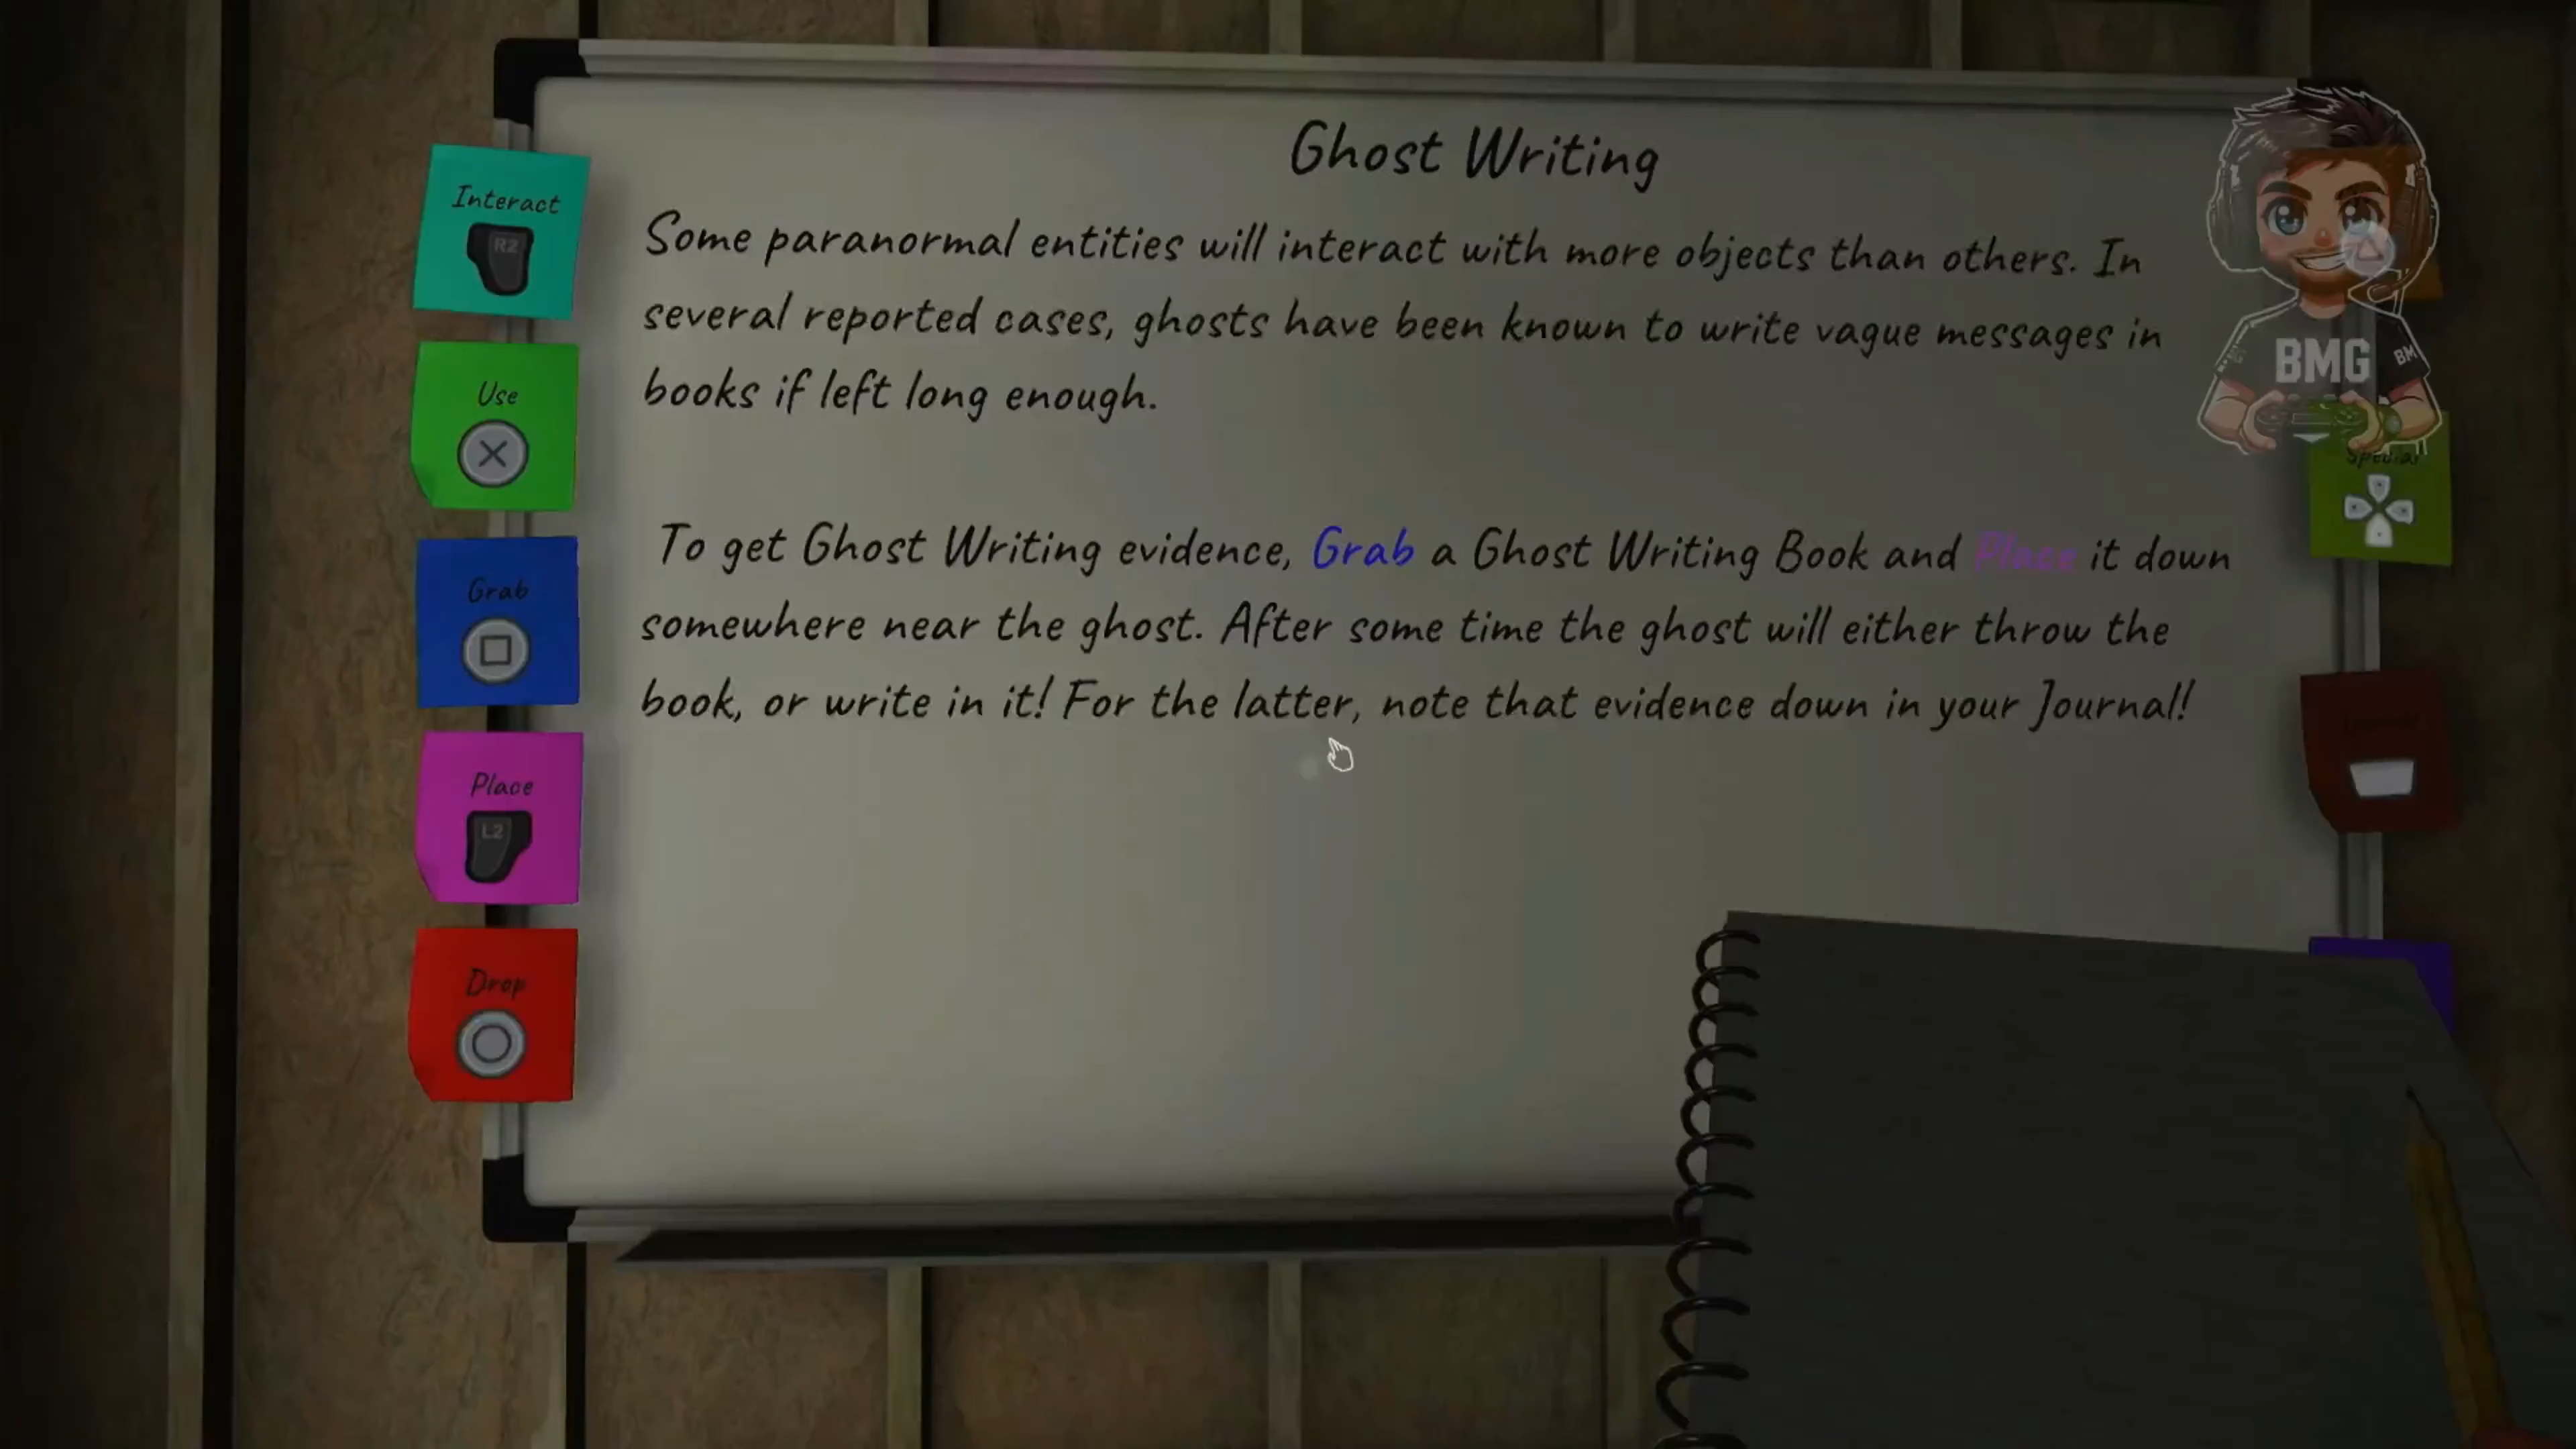 Ghost Writing
Some paranormal entities will interact with more objects than others. In
several reported cases, ghosts have been known to write vague messages in
books if left long enough.
To get Ghost Writing evidence, Grab a Ghost Writing Book and Place it down
somewhere near the ghost. After some time the ghost will either throw the
book, or write in it! For the latter, note that evidence down in your Journal!
Interact
R2
Use
Grab
Place
L2
Drop
BMG
BM
Special